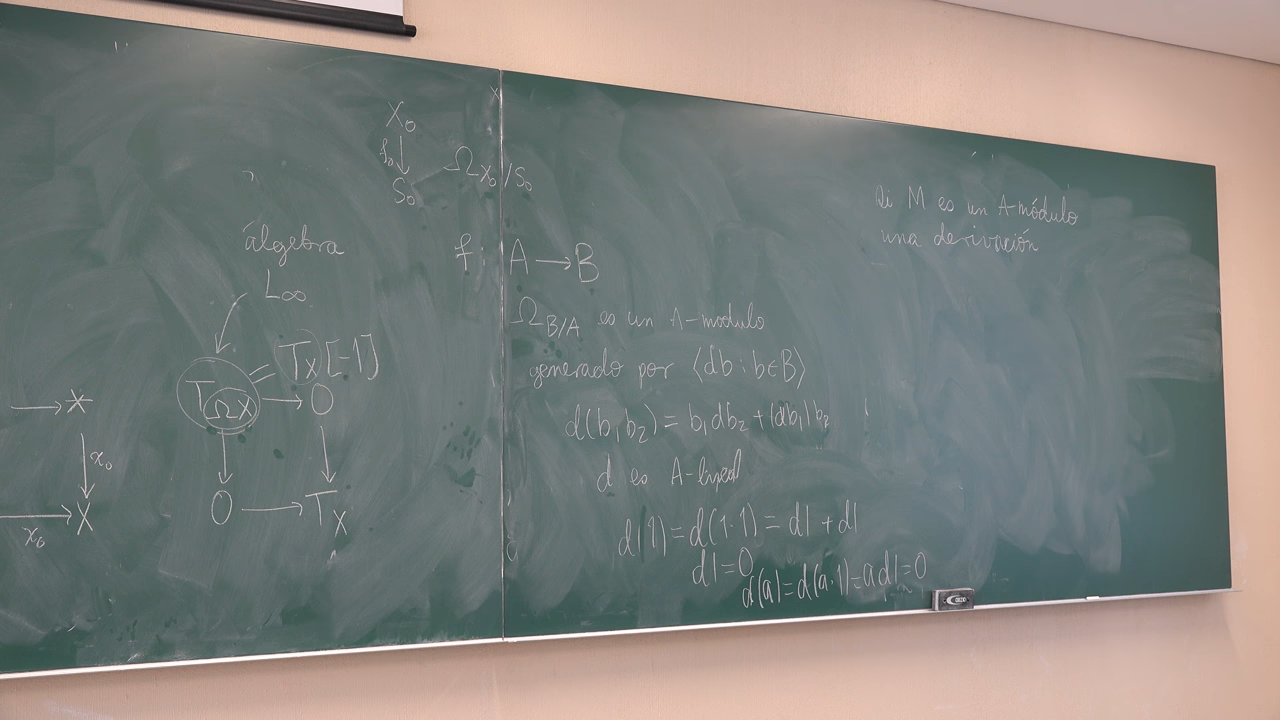 X₀
f₀ ↓
S₀
Ω_{X₀/S₀}
álgebra
L∞
T_{ΩX} = T_X[-1]
→ 0
0 → T_X
→ *
x₀
→ X
x₀
f: A → B
Ω_{B/A} es un A-modulo
generado por ⟨db : b ∈ B⟩
d(b₁b₂) = b₁db₂ + (db₁)b₂
d es A-lineal
d(1) = d(1·1) = d1 + d1
d1 = 0
d(a) = d(a·1) = a d1 = 0
Si M es un A-módulo
una derivación